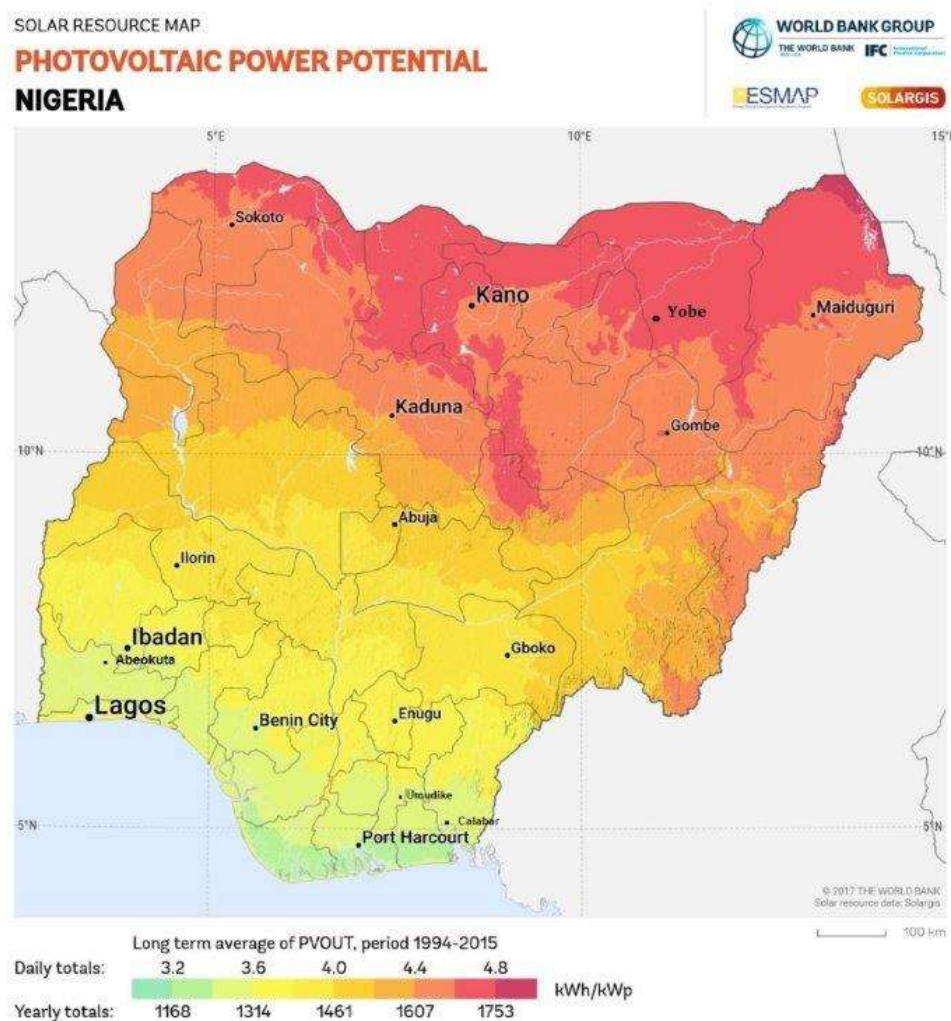 SOLAR RESOURCE MAP
PHOTOVOLTAIC POWER POTENTIAL
NIGERIA
WORLD BANK GROUP
THE WORLD BANK IFC International Finance Corporation
ESMAP
SOLARGIS
5°E 10°E 15°E
Sokoto
Kano
Yobe
Maiduguri
Kaduna
Gombe
10°N 10°N
Abuja
Ilorin
Ibadan
Gboko
Abeokuta
Lagos
Benin City
Enugu
Umudike
Calabar
5°N 5°N
Port Harcourt
© 2017 THE WORLD BANK
Solar resource data: Solargis
100 km
Long term average of PVOUT, period 1994-2015
Daily totals: 3.2 3.6 4.0 4.4 4.8
kWh/kWp
Yearly totals: 1168 1314 1461 1607 1753